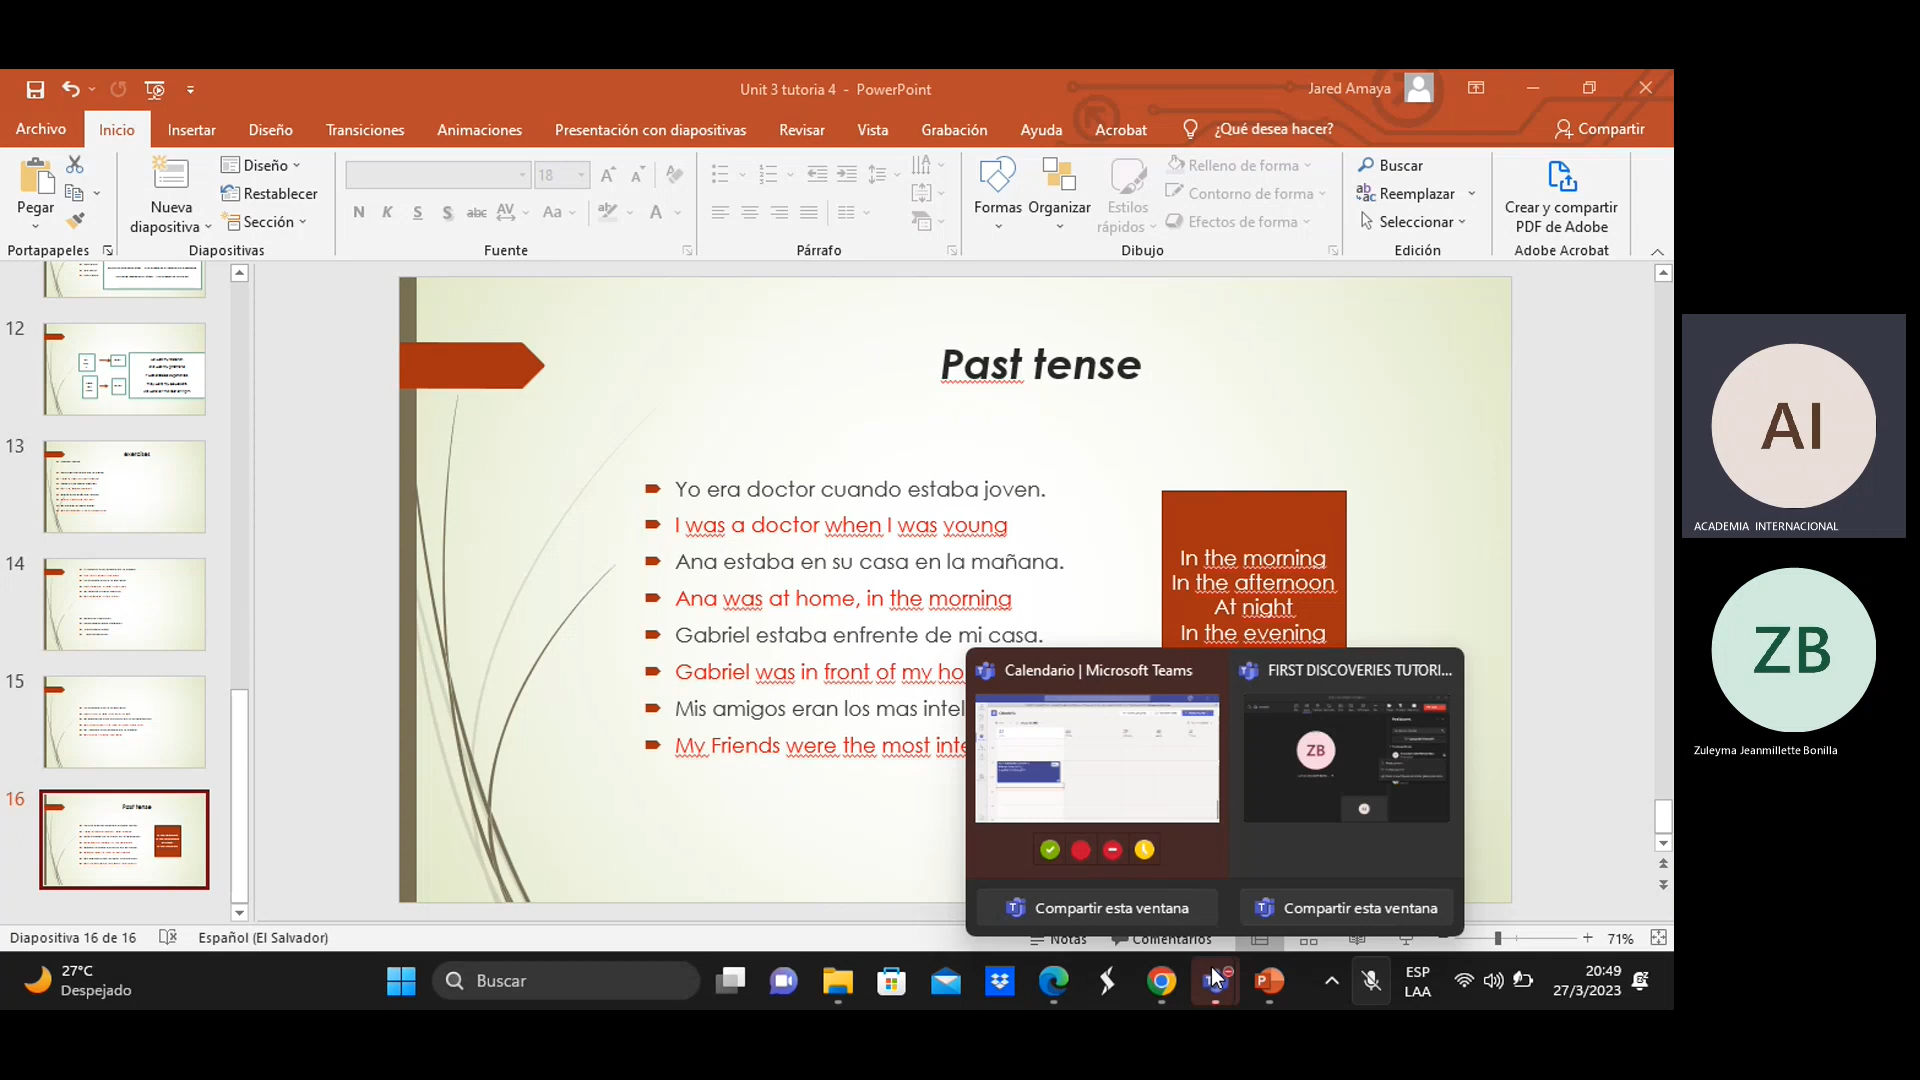 Unit 3 tutoria 4 - PowerPoint
Jared Amaya
Archivo
Inicio
Insertar
Diseño
Transiciones
Animaciones
Presentación con diapositivas
Revisar
Vista
Grabación
Ayuda
Acrobat
¿Qué desea hacer?
Compartir
Pegar
Nueva
diapositiva
Diseño
Restablecer
Sección
18
N K S S abc AV Aa A
Formas
Organizar
Estilos
rápidos
Relleno de forma
Contorno de forma
Efectos de forma
Buscar
Reemplazar
Seleccionar
Crear y compartir
PDF de Adobe
Portapapeles
Diapositivas
Fuente
Párrafo
Dibujo
Edición
Adobe Acrobat
12
13
14
15
16
Past tense
Yo era doctor cuando estaba joven.
I was a doctor when I was young
Ana estaba en su casa en la mañana.
Ana was at home, in the morning
Gabriel estaba enfrente de mi casa.
Gabriel was in front of my ho
Mis amigos eran los mas intel
My Friends were the most inte
In the morning
In the afternoon
At night
In the evening
Calendario | Microsoft Teams
FIRST DISCOVERIES TUTORI...
ZB
Compartir esta ventana
Compartir esta ventana
Diapositiva 16 de 16
Español (El Salvador)
Notas
Comentarios
71%
27°C
Despejado
Buscar
ESP
LAA
20:49
27/3/2023
AI
ACADEMIA INTERNACIONAL
ZB
Zuleyma Jeanmillette Bonilla